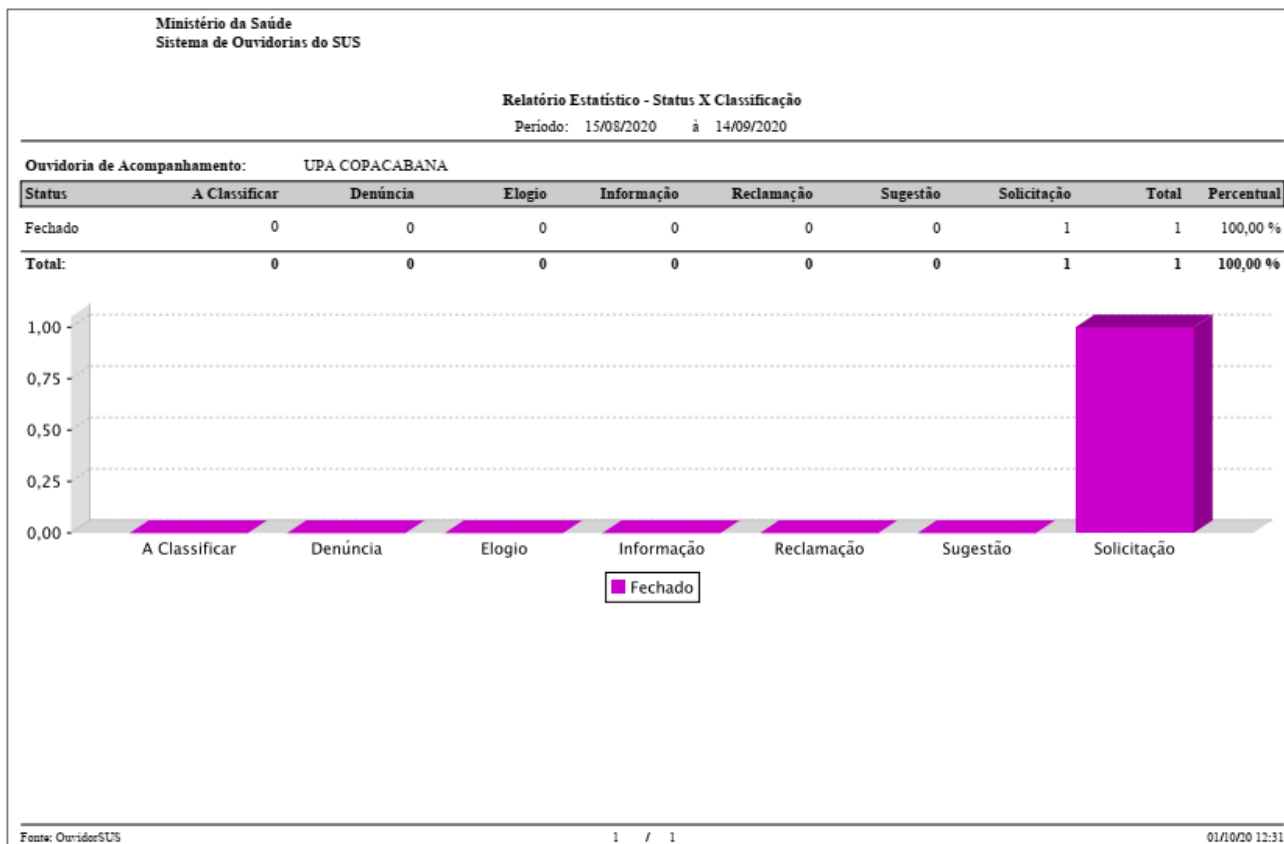 Ministério da Saúde
Sistema de Ouvidorias do SUS
Relatório Estatístico - Status X Classificação
Período: 15/08/2020 à 14/09/2020
Ouvidoria de Acompanhamento: UPA COPACABANA
Status A Classificar Denúncia Elogio Informação Reclamação Sugestão Solicitação Total Percentual
Fechado 0 0 0 0 0 0 1 1 100,00 %
Total: 0 0 0 0 0 0 1 1 100,00 %
1,00
0,75
0,50
0,25
0,00
A Classificar Denúncia Elogio Informação Reclamação Sugestão Solicitação
Fechado
Fonte: OuvidorSUS 1 / 1 01/10/20 12:31